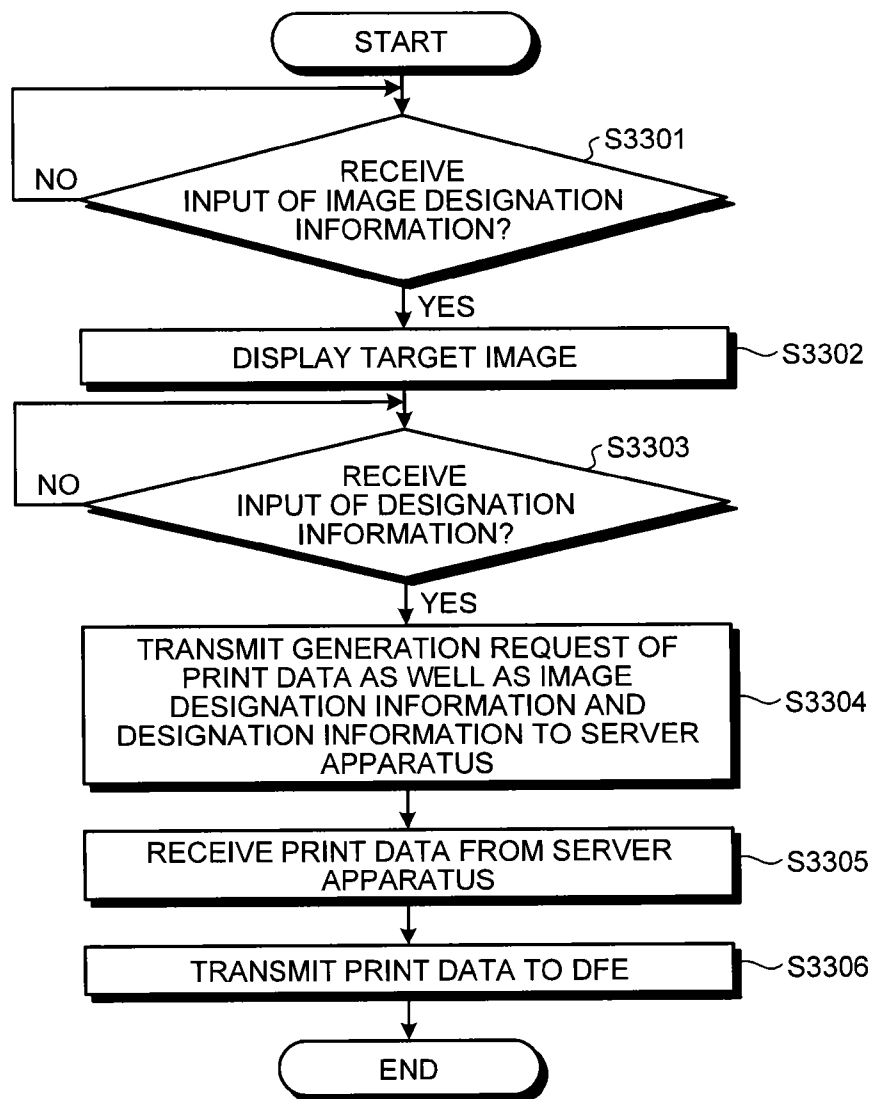 START
S3301
RECEIVE
INPUT OF IMAGE DESIGNATION
INFORMATION?
NO
YES
DISPLAY TARGET IMAGE
S3302
S3303
RECEIVE
INPUT OF DESIGNATION
INFORMATION?
NO
YES
TRANSMIT GENERATION REQUEST OF
PRINT DATA AS WELL AS IMAGE
DESIGNATION INFORMATION AND
DESIGNATION INFORMATION TO SERVER
APPARATUS
S3304
RECEIVE PRINT DATA FROM SERVER
APPARATUS
S3305
TRANSMIT PRINT DATA TO DFE
S3306
END